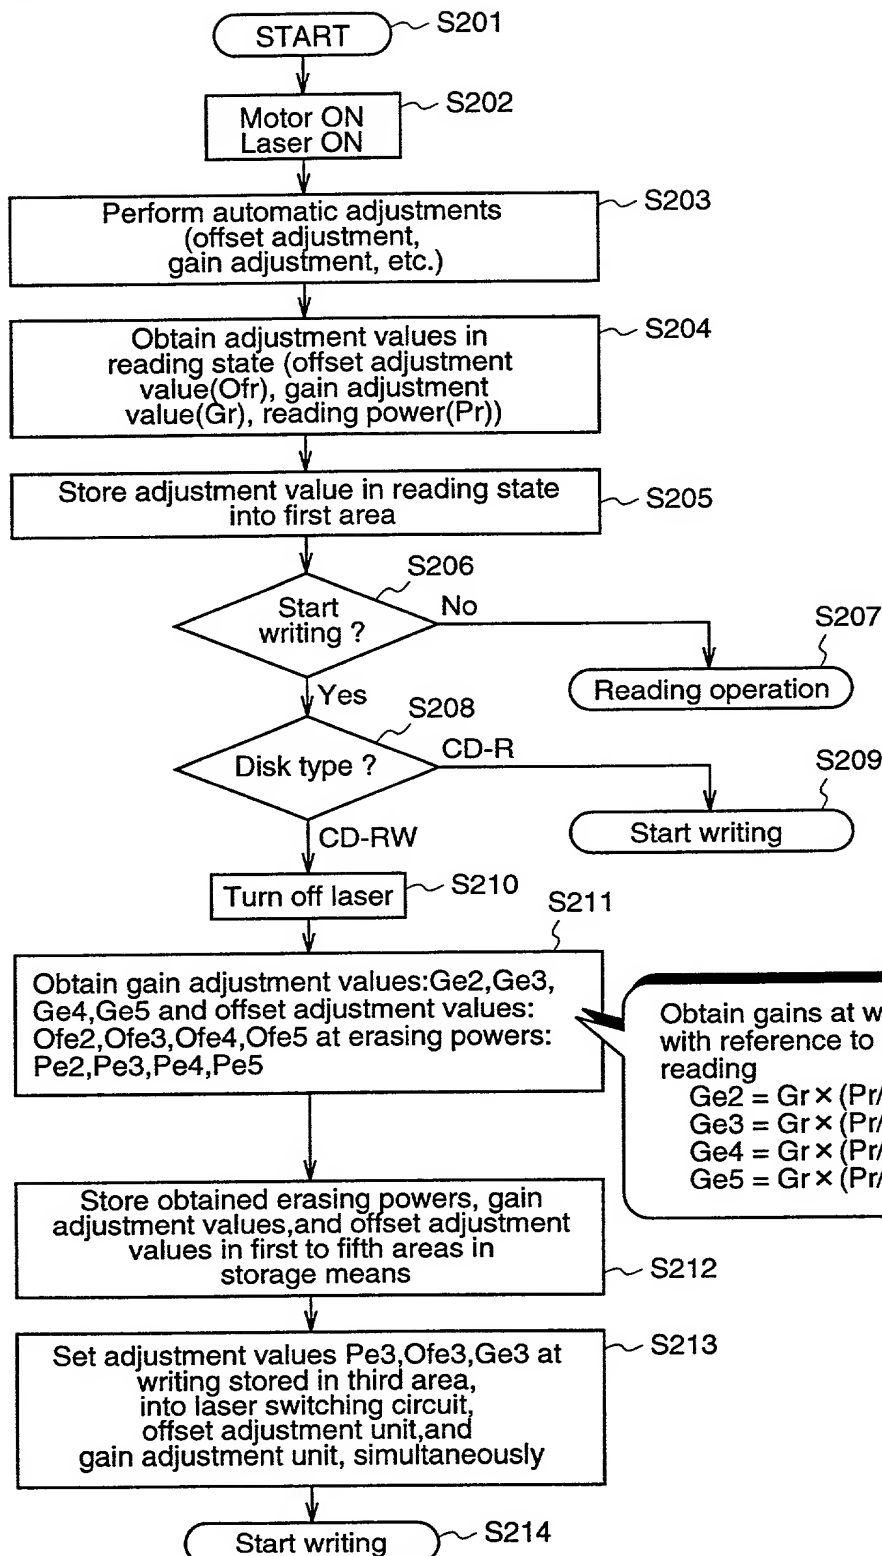 START
S201
Motor ON
Laser ON
S202
Perform automatic adjustments
(offset adjustment,
gain adjustment, etc.)
S203
Obtain adjustment values in
reading state (offset adjustment
value(Ofr), gain adjustment
value(Gr), reading power(Pr))
S204
Store adjustment value in reading state
into first area
S205
S206
Start
writing ?
No
S207
Reading operation
Yes
S208
Disk type ?
CD-R
S209
Start writing
CD-RW
Turn off laser
S210
S211
Obtain gain adjustment values:Ge2,Ge3,
Ge4,Ge5 and offset adjustment values:
Ofe2,Ofe3,Ofe4,Ofe5 at erasing powers:
Pe2,Pe3,Pe4,Pe5
Obtain gains at
with reference to
reading
Ge2 = Gr × (Pr/
Ge3 = Gr × (Pr/
Ge4 = Gr × (Pr/
Ge5 = Gr × (Pr/
Store obtained erasing powers, gain
adjustment values,and offset adjustment
values in first to fifth areas in
storage means
S212
Set adjustment values Pe3,Ofe3,Ge3 at
writing stored in third area,
into laser switching circuit,
offset adjustment unit,and
gain adjustment unit, simultaneously
S213
Start writing
S214